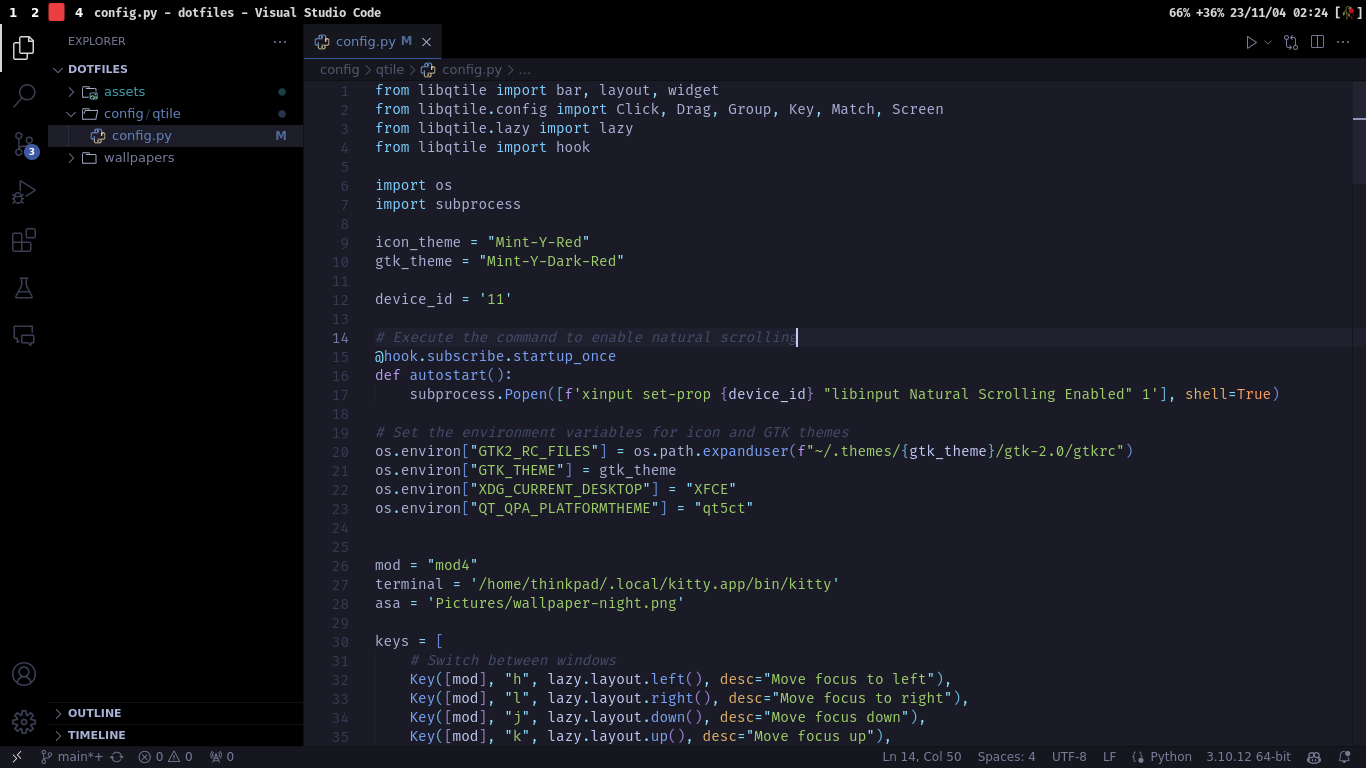 1 2 4 config.py - dotfiles - Visual Studio Code
66% +36% 23/11/04 02:24 [ ]
EXPLORER
DOTFILES
assets
config/qtile
config.py M
wallpapers
3
OUTLINE
TIMELINE
config.py M
config > qtile > config.py > ...
1 from libqtile import bar, layout, widget
2 from libqtile.config import Click, Drag, Group, Key, Match, Screen
3 from libqtile.lazy import lazy
4 from libqtile import hook
5
6 import os
7 import subprocess
8
9 icon_theme = "Mint-Y-Red"
10 gtk_theme = "Mint-Y-Dark-Red"
11
12 device_id = '11'
13
14 # Execute the command to enable natural scrolling
15 @hook.subscribe.startup_once
16 def autostart():
17     subprocess.Popen([f'xinput set-prop {device_id} "libinput Natural Scrolling Enabled" 1'], shell=True)
18
19 # Set the environment variables for icon and GTK themes
20 os.environ["GTK2_RC_FILES"] = os.path.expanduser(f"~/.themes/{gtk_theme}/gtk-2.0/gtkrc")
21 os.environ["GTK_THEME"] = gtk_theme
22 os.environ["XDG_CURRENT_DESKTOP"] = "XFCE"
23 os.environ["QT_QPA_PLATFORMTHEME"] = "qt5ct"
24
25
26 mod = "mod4"
27 terminal = '/home/thinkpad/.local/kitty.app/bin/kitty'
28 asa = 'Pictures/wallpaper-night.png'
29
30 keys = [
31     # Switch between windows
32     Key([mod], "h", lazy.layout.left(), desc="Move focus to left"),
33     Key([mod], "l", lazy.layout.right(), desc="Move focus to right"),
34     Key([mod], "j", lazy.layout.down(), desc="Move focus down"),
35     Key([mod], "k", lazy.layout.up(), desc="Move focus up"),
main*+ 0 0 0 Ln 14, Col 50 Spaces: 4 UTF-8 LF Python 3.10.12 64-bit